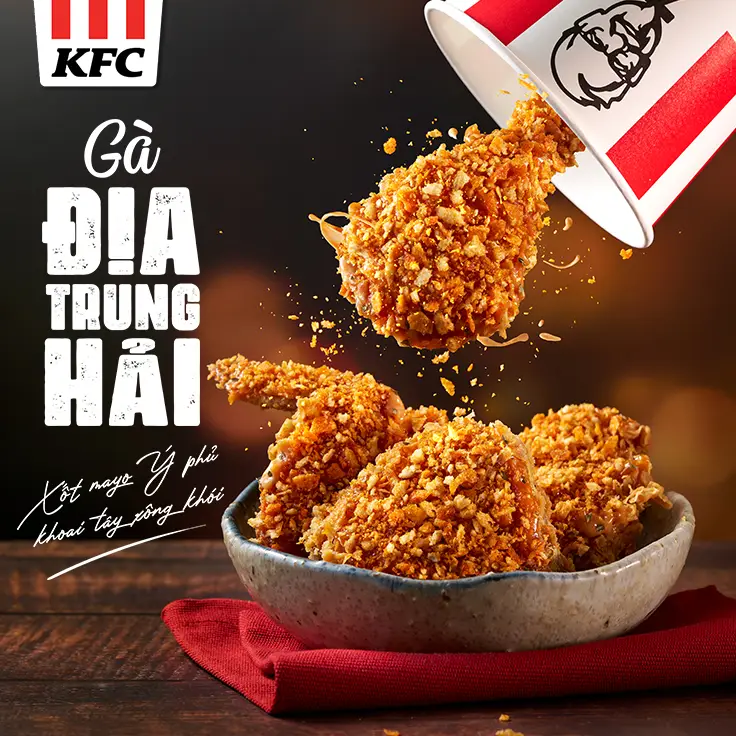 KFC
Gà
ĐỊA
TRUNG
HẢI
Xốt mayo Ý phủ
khoai tây xông khói